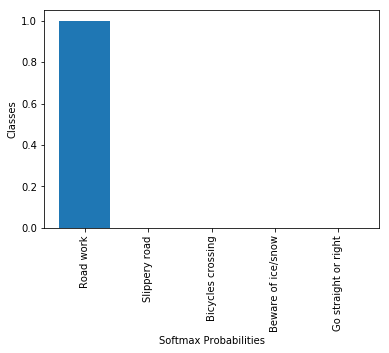 1.0
0.8
0.6
0.4
0.2
0.0
Classes
Road work
Slippery road
Bicycles crossing
Beware of ice/snow
Go straight or right
Softmax Probabilities